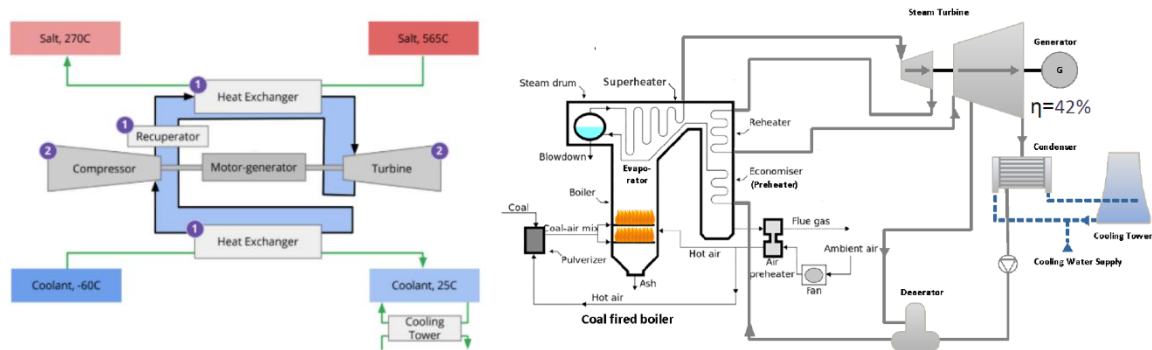 Salt, 270C
Salt, 565C
1
Heat Exchanger
1
Recuperator
2
Compressor
Motor-generator
Turbine
2
1
Heat Exchanger
Coolant, -60C
Coolant, 25C
Cooling
Tower
Steam Turbine
Generator
G
η=42%
Superheater
Steam drum
Reheater
Blowdown
Evapo-
rator
Economiser
(Preheater)
Boiler
Condenser
Coal
Coal-air mix
Flue gas
Ambient air
Hot air
Pulverizer
Air
preheater
Fan
Ash
Hot air
Cooling Tower
Cooling Water Supply
Deaerator
Coal fired boiler